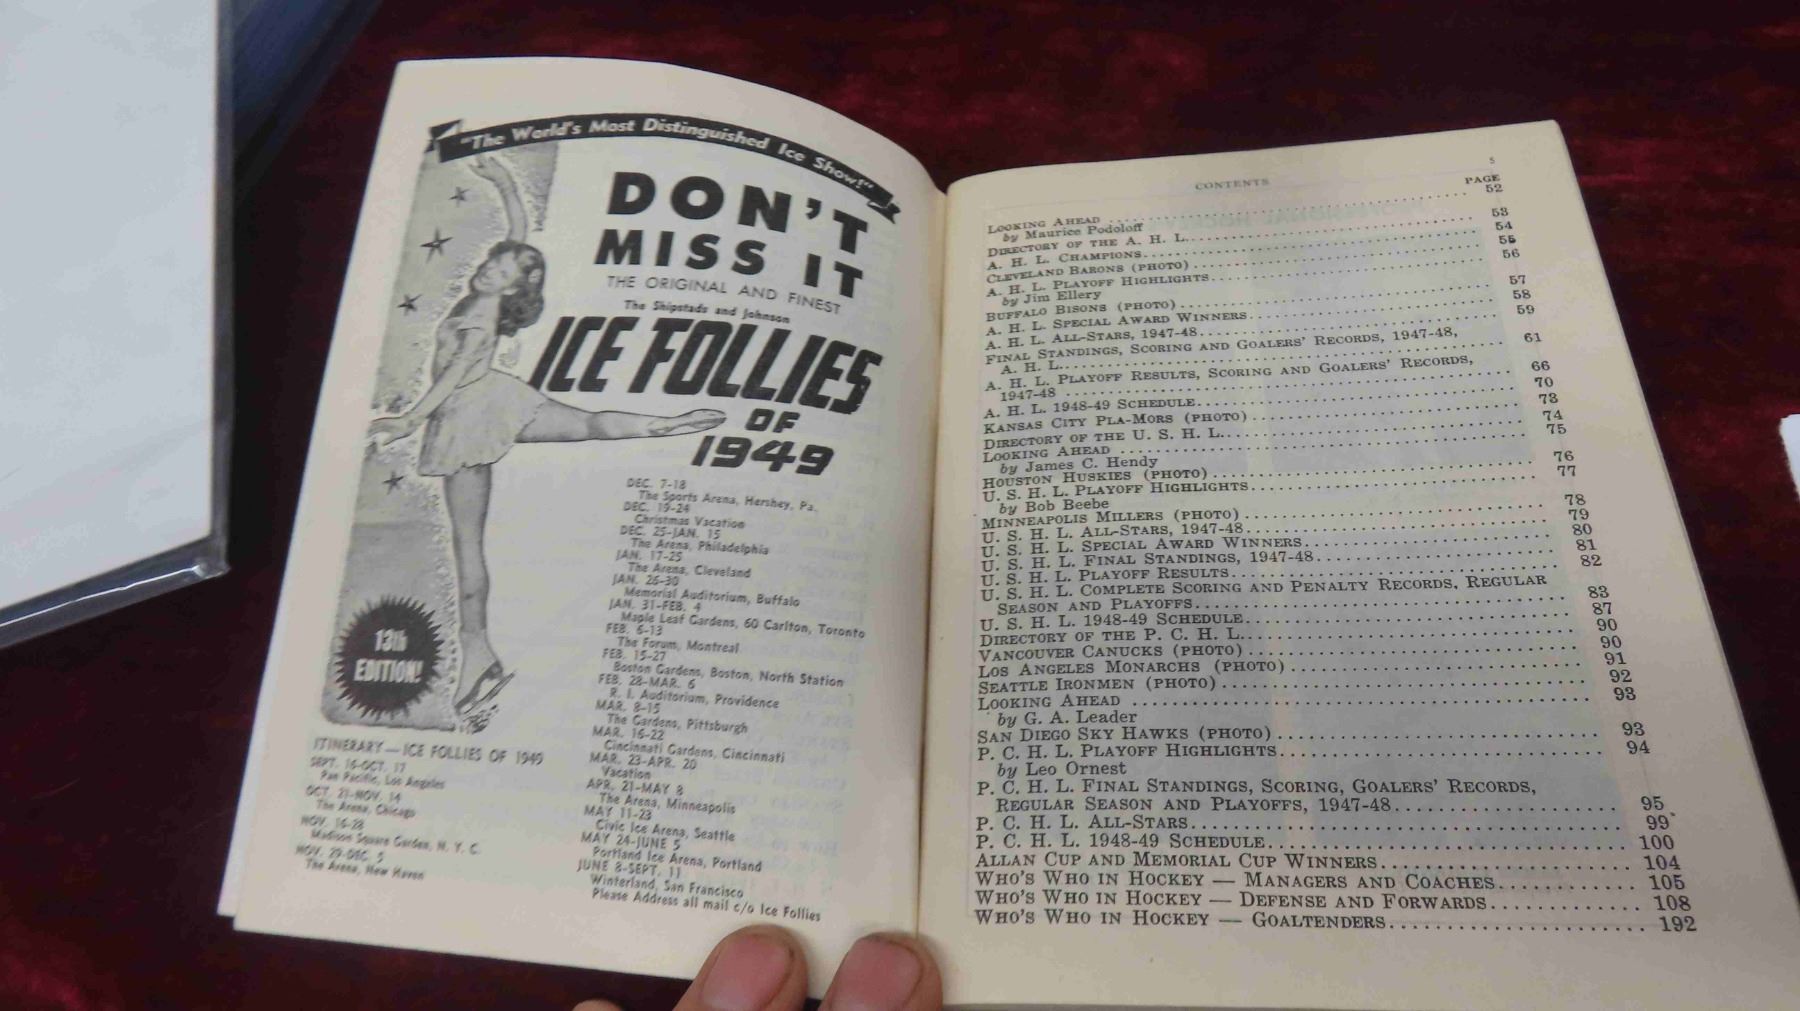 "The World's Most Distinguished Ice Show!"
DON'T
MISS IT
THE ORIGINAL AND FINEST
The Shipstads and Johnson
ICE FOLLIES
OF
1949
13th
EDITION!
ITINERARY—ICE FOLLIES OF 1949
SEPT. 16-OCT. 17
Pan Pacific, Los Angeles
OCT. 21-NOV. 14
The Arena, Chicago
NOV. 16-28
Madison Square Garden, N. Y. C.
NOV. 29-DEC. 5
The Arena, New Haven
DEC. 7-18
The Sports Arena, Hershey, Pa.
DEC. 19-24
Christmas Vacation
DEC. 25-JAN. 15
The Arena, Philadelphia
JAN. 17-25
The Arena, Cleveland
JAN. 26-30
Memorial Auditorium, Buffalo
JAN. 31-FEB. 4
Maple Leaf Gardens, 60 Carlton, Toronto
FEB. 6-13
The Forum, Montreal
FEB. 15-27
Boston Gardens, Boston, North Station
FEB. 28-MAR. 6
R. I. Auditorium, Providence
MAR. 8-15
The Gardens, Pittsburgh
MAR. 16-22
Cincinnati Gardens, Cincinnati
MAR. 23-APR. 20
Vacation
APR. 21-MAY 8
The Arena, Minneapolis
MAY 11-23
Civic Ice Arena, Seattle
MAY 24-JUNE 5
Portland Ice Arena, Portland
JUNE 8-SEPT. 11
Winterland, San Francisco
Please Address all mail c/o Ice Follies
5
CONTENTS
PAGE
LOOKING AHEAD 52
by Maurice Podoloff
DIRECTORY OF THE A. H. L. 53
A. H. L. CHAMPIONS 54
CLEVELAND BARONS (PHOTO) 55
A. H. L. PLAYOFF HIGHLIGHTS 56
by Jim Ellery
BUFFALO BISONS (PHOTO) 57
A. H. L. SPECIAL AWARD WINNERS 58
A. H. L. ALL-STARS, 1947-48 59
FINAL STANDINGS, SCORING AND GOALERS' RECORDS, 1947-48,
A. H. L. 61
A. H. L. PLAYOFF RESULTS, SCORING AND GOALERS' RECORDS,
1947-48 66
A. H. L. 1948-49 SCHEDULE 70
KANSAS CITY PLA-MORS (PHOTO) 73
DIRECTORY OF THE U. S. H. L. 74
LOOKING AHEAD 75
by James C. Hendy
HOUSTON HUSKIES (PHOTO) 76
U. S. H. L. PLAYOFF HIGHLIGHTS 77
by Bob Beebe
MINNEAPOLIS MILLERS (PHOTO) 78
U. S. H. L. ALL-STARS, 1947-48 79
U. S. H. L. SPECIAL AWARD WINNERS 80
U. S. H. L. FINAL STANDINGS, 1947-48 81
U. S. H. L. PLAYOFF RESULTS 82
U. S. H. L. COMPLETE SCORING AND PENALTY RECORDS, REGULAR
SEASON AND PLAYOFFS 83
U. S. H. L. 1948-49 SCHEDULE 87
DIRECTORY OF THE P. C. H. L. 90
VANCOUVER CANUCKS (PHOTO) 90
LOS ANGELES MONARCHS (PHOTO) 91
SEATTLE IRONMEN (PHOTO) 92
LOOKING AHEAD 93
by G. A. Leader
SAN DIEGO SKY HAWKS (PHOTO) 93
P. C. H. L. PLAYOFF HIGHLIGHTS 94
by Leo Ornest
P. C. H. L. FINAL STANDINGS, SCORING, GOALERS' RECORDS,
REGULAR SEASON AND PLAYOFFS, 1947-48 95
P. C. H. L. ALL-STARS 99
P. C. H. L. 1948-49 SCHEDULE 100
ALLAN CUP AND MEMORIAL CUP WINNERS 104
WHO'S WHO IN HOCKEY — MANAGERS AND COACHES 105
WHO'S WHO IN HOCKEY — DEFENSE AND FORWARDS 108
WHO'S WHO IN HOCKEY — GOALTENDERS 192